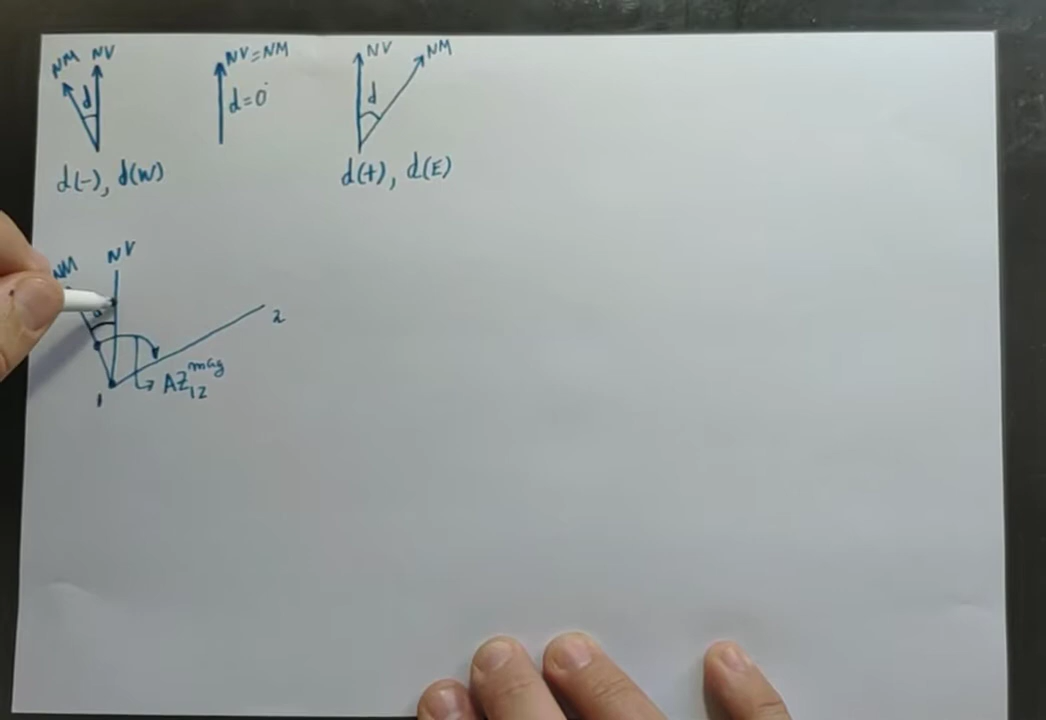 NM NV
d
d(-), d(W)
NV=NM
d=0°
NV NM
d
d(+), d(E)
NM NV
2
1
AZ12^mag